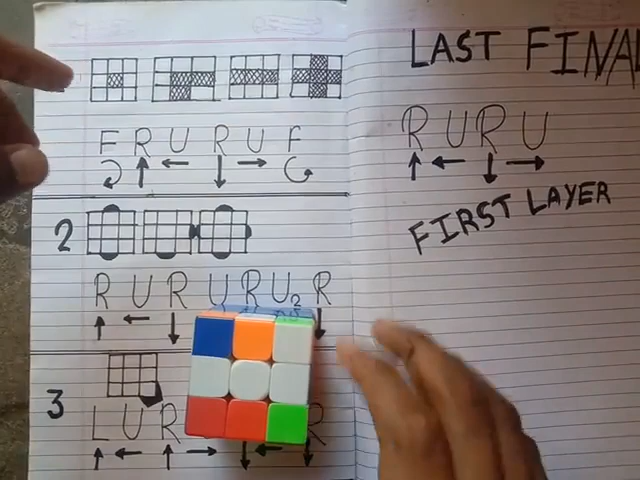 LAST FINAL
F R U R U F
R U R U
FIRST LAYER
2
R U R U R U2 R
3
L U R R